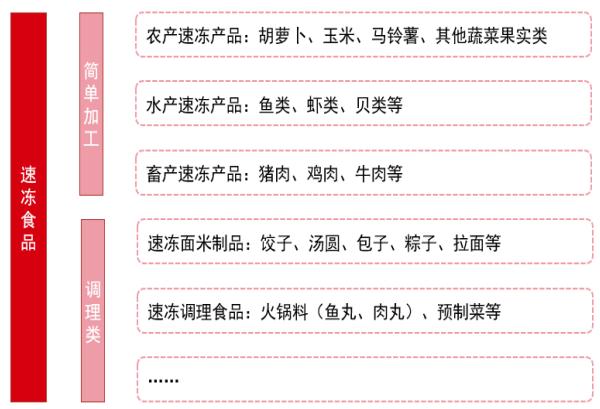 速冻食品
简单加工
农产速冻产品：胡萝卜、玉米、马铃薯、其他蔬菜果实类
水产速冻产品：鱼类、虾类、贝类等
畜产速冻产品：猪肉、鸡肉、牛肉等
调理类
速冻面米制品：饺子、汤圆、包子、粽子、拉面等
速冻调理食品：火锅料（鱼丸、肉丸）、预制菜等
……